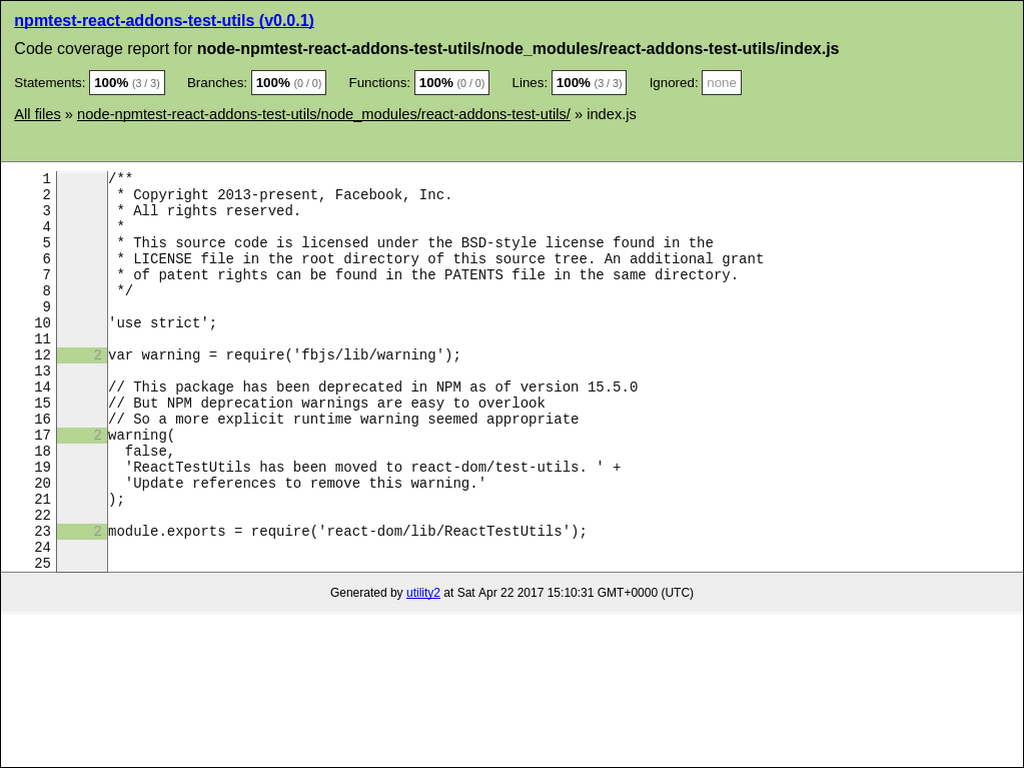 npmtest-react-addons-test-utils (v0.0.1)
Code coverage report for node-npmtest-react-addons-test-utils/node_modules/react-addons-test-utils/index.js
Statements: 100% (3 / 3) Branches: 100% (0 / 0) Functions: 100% (0 / 0) Lines: 100% (3 / 3) Ignored: none
All files » node-npmtest-react-addons-test-utils/node_modules/react-addons-test-utils/ » index.js
1 /**
2  * Copyright 2013-present, Facebook, Inc.
3  * All rights reserved.
4  *
5  * This source code is licensed under the BSD-style license found in the
6  * LICENSE file in the root directory of this source tree. An additional grant
7  * of patent rights can be found in the PATENTS file in the same directory.
8  */
9
10 'use strict';
11
12 2 var warning = require('fbjs/lib/warning');
13
14 // This package has been deprecated in NPM as of version 15.5.0
15 // But NPM deprecation warnings are easy to overlook
16 // So a more explicit runtime warning seemed appropriate
17 2 warning(
18   false,
19   'ReactTestUtils has been moved to react-dom/test-utils. ' +
20   'Update references to remove this warning.'
21 );
22
23 2 module.exports = require('react-dom/lib/ReactTestUtils');
24
25
Generated by utility2 at Sat Apr 22 2017 15:10:31 GMT+0000 (UTC)